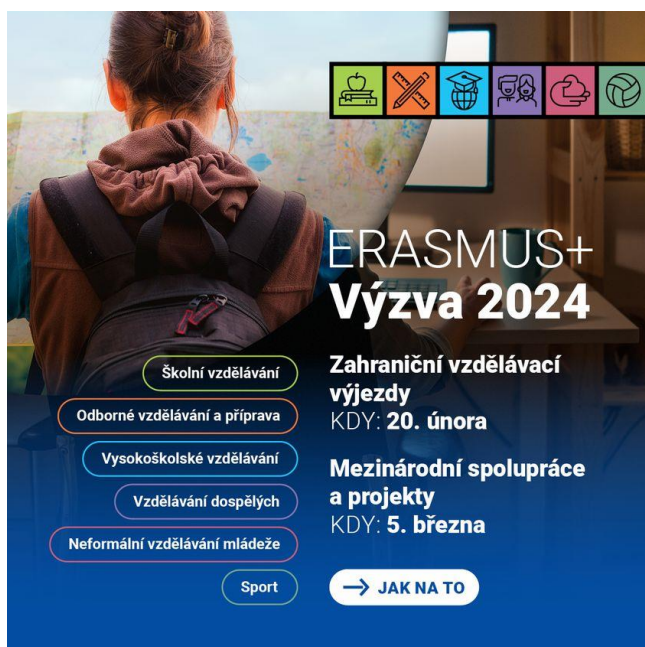 ERASMUS+
Výzva 2024
Zahraniční vzdělávací
výjezdy
KDY: 20. února
Mezinárodní spolupráce
a projekty
KDY: 5. března
→ JAK NA TO
Školní vzdělávání
Odborné vzdělávání a příprava
Vysokoškolské vzdělávání
Vzdělávání dospělých
Neformální vzdělávání mládeže
Sport